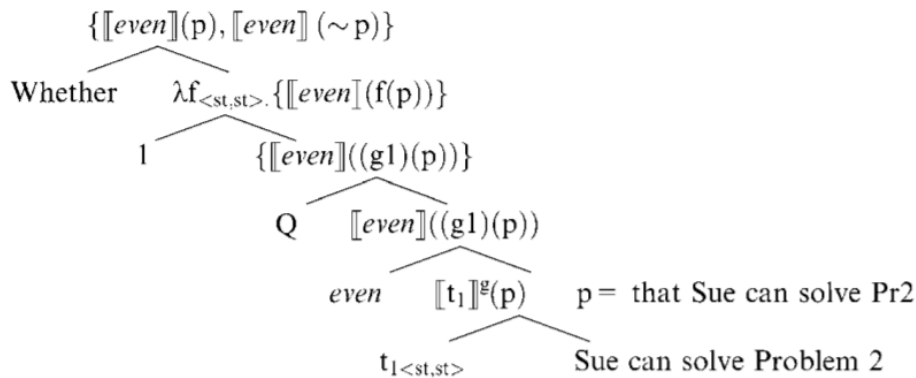 {⟦even⟧(p), ⟦even⟧ (∼p)}
Whether λf<st,st>.{⟦even⟧(f(p))}
1 {⟦even⟧((g1)(p))}
Q ⟦even⟧((g1)(p))
even ⟦t₁⟧ᵍ(p) p = that Sue can solve Pr2
t₁<st,st> Sue can solve Problem 2